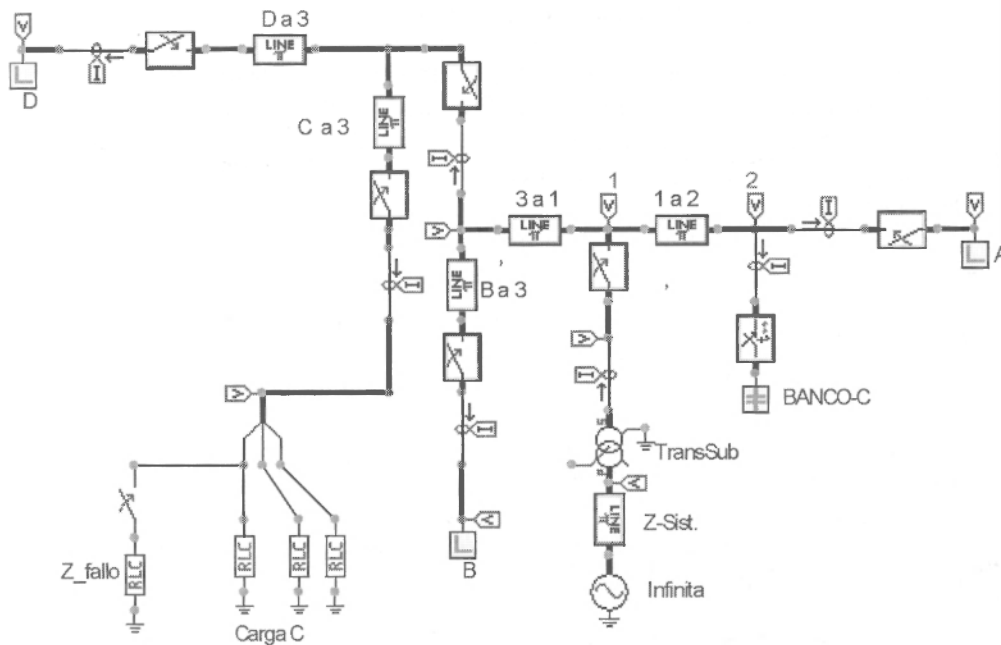 D a 3
V
I
D
LINE
π
C a 3
LINE
π
I
I
V
3 a 1
LINE
π
1
V
1 a 2
LINE
π
2
V
I
V
A
I
BANCO-C
B a 3
LINE
π
I
V
I
TransSub
V
LINE
π
Z-Sist.
Infinita
V
B
V
Z_fallo
RLC
RLC
RLC
RLC
Carga C